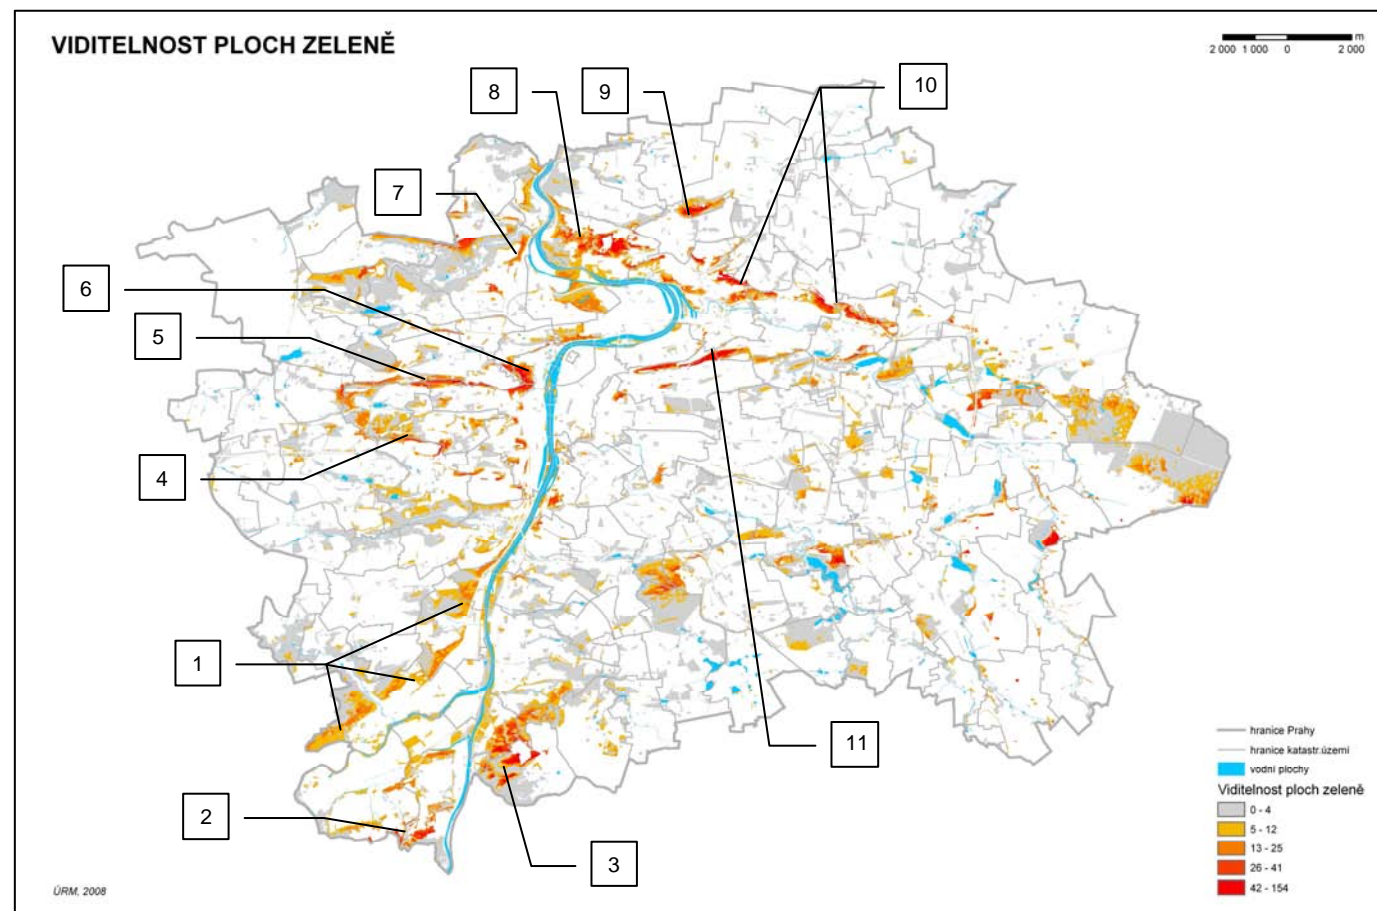 VIDITELNOST PLOCH ZELENĚ
m
2 000 1 000 0 2 000
8
9
10
7
6
5
4
1
11
2
3
hranice Prahy
hranice katastr.území
vodní plochy
Viditelnost ploch zeleně
0 - 4
5 - 12
13 - 25
26 - 41
42 - 154
ÚRM, 2008